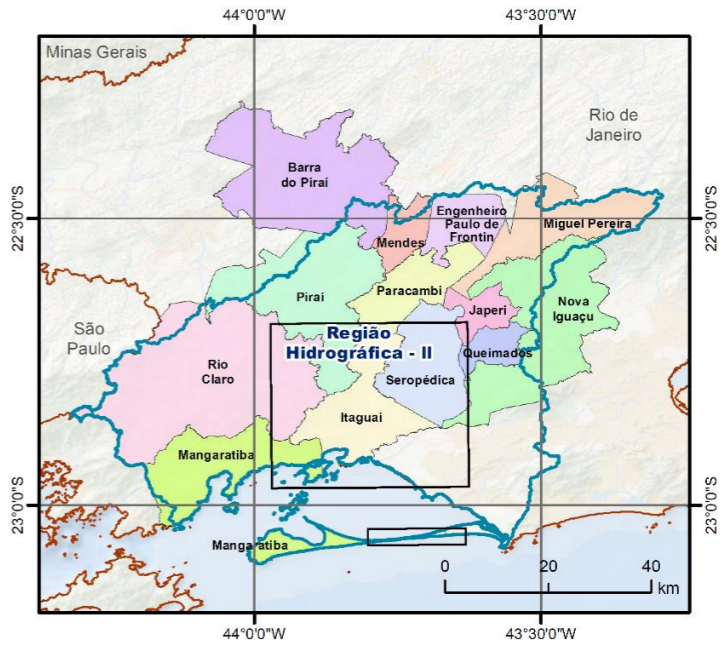 44°0'0"W
43°30'0"W
Minas Gerais
Rio de
Janeiro
Barra
do Piraí
22°30'0"S
22°30'0"S
Engenheiro
Paulo de
Frontin
Miguel Pereira
Mendes
Piraí
Paracambi
Japeri
Nova
Iguaçu
São
Paulo
Região
Hidrográfica - II
Queimados
Rio
Claro
Seropédica
Itaguaí
Mangaratiba
23°0'0"S
23°0'0"S
Mangaratiba
0
20
40
km
44°0'0"W
43°30'0"W